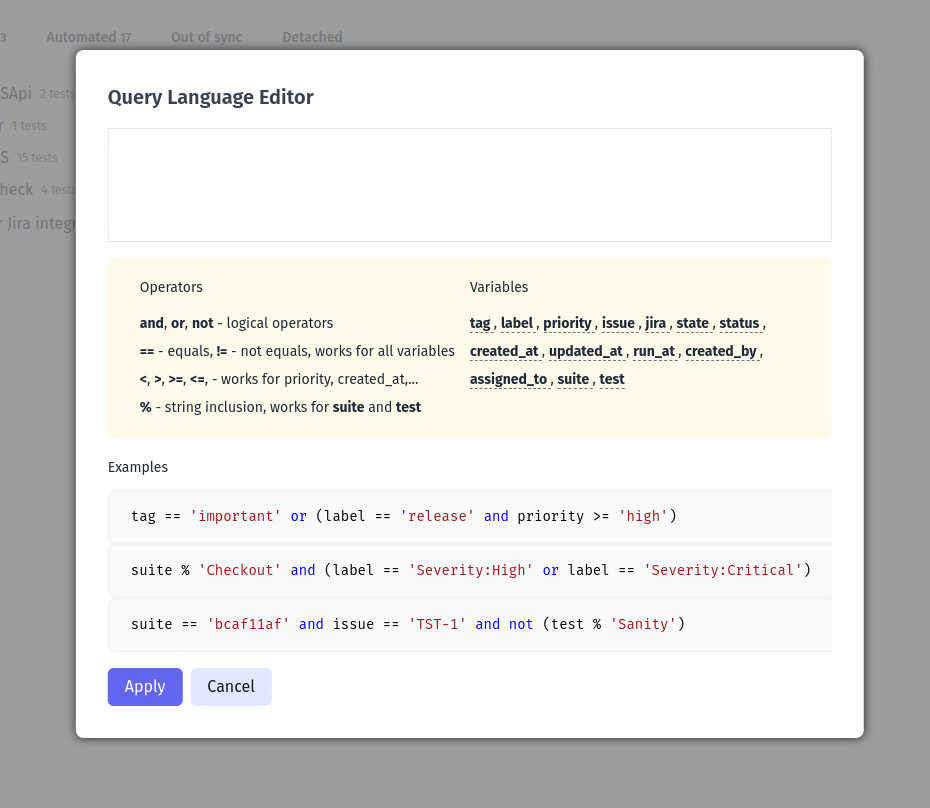 3 Automated 17 Out of sync Detached
SApi 2 tests
r 1 tests
S 15 tests
heck 4 tests
r Jira integr
Query Language Editor
Operators
and, or, not - logical operators
== - equals, != - not equals, works for all variables
<, >, >=, <=, - works for priority, created_at,...
% - string inclusion, works for suite and test
Variables
tag , label , priority , issue , jira , state , status ,
created_at , updated_at , run_at , created_by ,
assigned_to , suite , test
Examples
tag == 'important' or (label == 'release' and priority >= 'high')
suite % 'Checkout' and (label == 'Severity:High' or label == 'Severity:Critical')
suite == 'bcaf11af' and issue == 'TST-1' and not (test % 'Sanity')
Apply Cancel